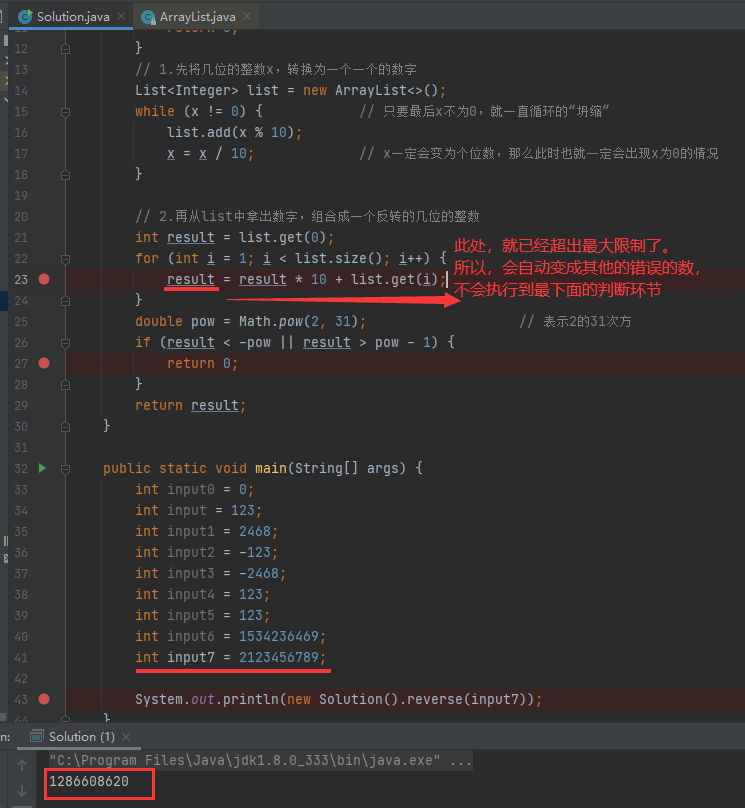 Solution.java
ArrayList.java
12 }
13 // 1.先将几位的整数x，转换为一个一个的数字
14 List<Integer> list = new ArrayList<>();
15 while (x != 0) { // 只要最后x不为0，就一直循环的“坍缩”
16 list.add(x % 10);
17 x = x / 10; // x一定会变为个位数，那么此时也就一定会出现x为0的情况
18 }
19
20 // 2.再从list中拿出数字，组合成一个反转的几位的整数
21 int result = list.get(0);
22 for (int i = 1; i < list.size(); i++) {
23 result = result * 10 + list.get(i);
此处，就已经超出最大限制了。
所以，会自动变成其他的错误的数，
不会执行到最下面的判断环节
24 }
25 double pow = Math.pow(2, 31); // 表示2的31次方
26 if (result < -pow || result > pow - 1) {
27 return 0;
28 }
29 return result;
30 }
31
32 public static void main(String[] args) {
33 int input0 = 0;
34 int input = 123;
35 int input1 = 2468;
36 int input2 = -123;
37 int input3 = -2468;
38 int input4 = 123;
39 int input5 = 123;
40 int input6 = 1534236469;
41 int input7 = 2123456789;
42
43 System.out.println(new Solution().reverse(input7));
}
n: Solution (1)
"C:\Program Files\Java\jdk1.8.0_333\bin\java.exe" ...
1286608620